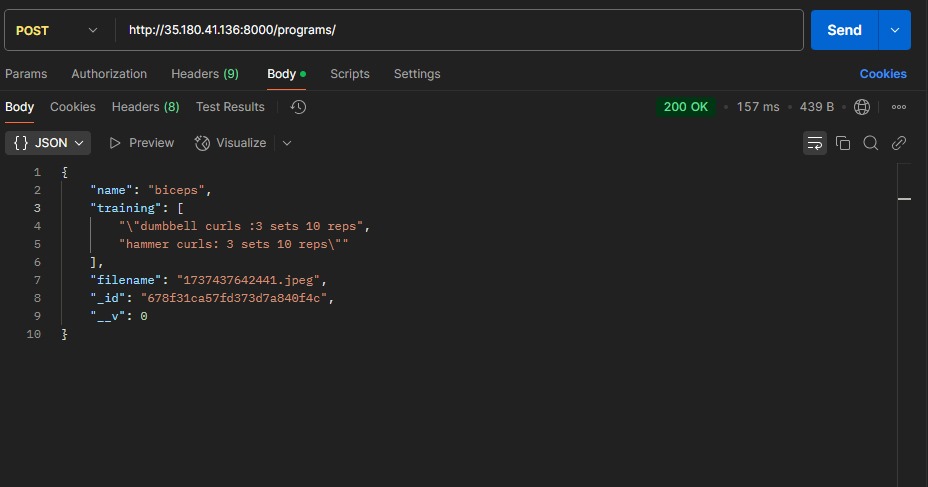 POST http://35.180.41.136:8000/programs/ Send
Params Authorization Headers (9) Body Scripts Settings Cookies
Body Cookies Headers (8) Test Results 200 OK 157 ms 439 B
{} JSON Preview Visualize
1 {
2 "name": "biceps",
3 "training": [
4 "\"dumbbell curls :3 sets 10 reps",
5 "hammer curls: 3 sets 10 reps\""
6 ],
7 "filename": "1737437642441.jpeg",
8 "_id": "678f31ca57fd373d7a840f4c",
9 "__v": 0
10 }